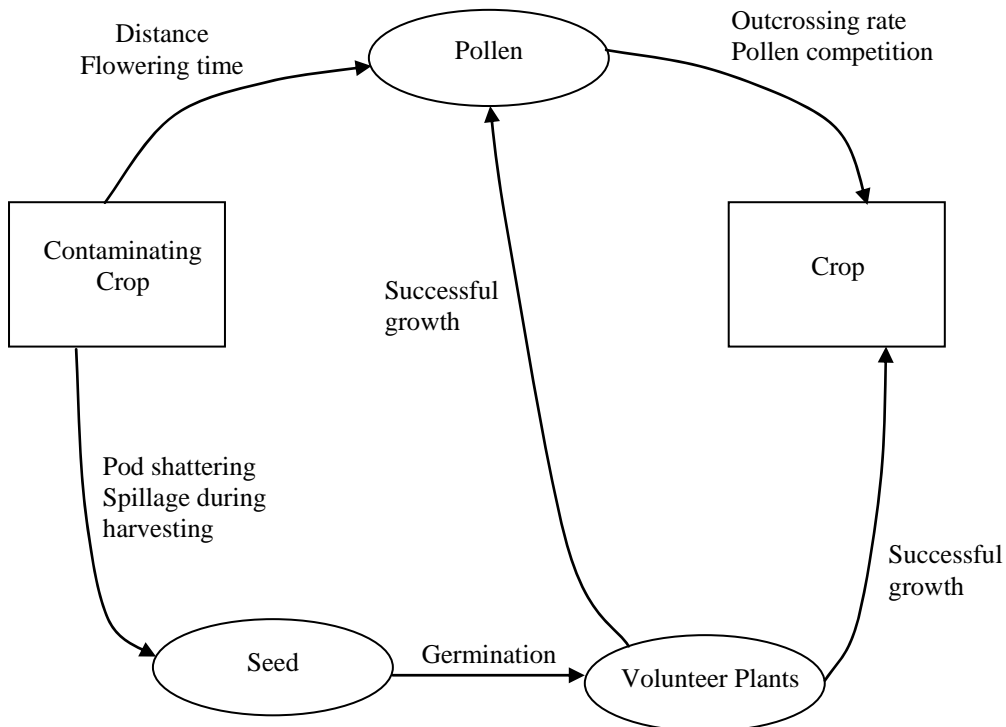 Distance
Flowering time
Pollen
Outcrossing rate
Pollen competition
Contaminating
Crop
Crop
Successful
growth
Pod shattering
Spillage during
harvesting
Successful
growth
Seed
Germination
Volunteer Plants